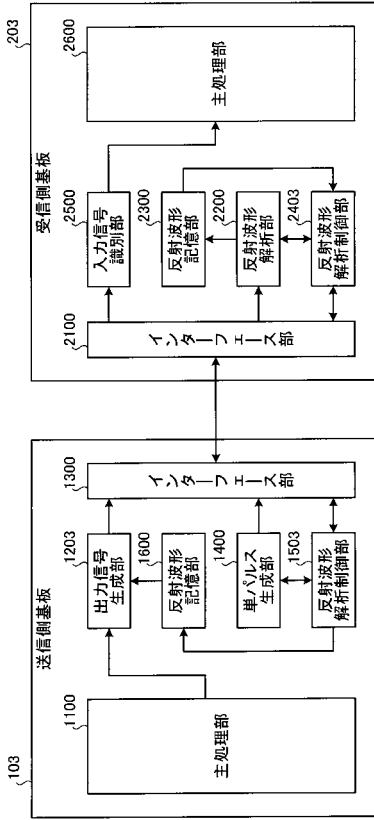 103
送信側基板
1100
主処理部
1203
出力信号
生成部
1600
反射波形
記憶部
1400
単パルス
生成部
1503
反射波形
解析制御部
1300
インターフェース部
203
受信側基板
2100
インターフェース部
2500
入力信号
識別部
2300
反射波形
記憶部
2200
反射波形
解析部
2403
反射波形
解析制御部
2600
主処理部